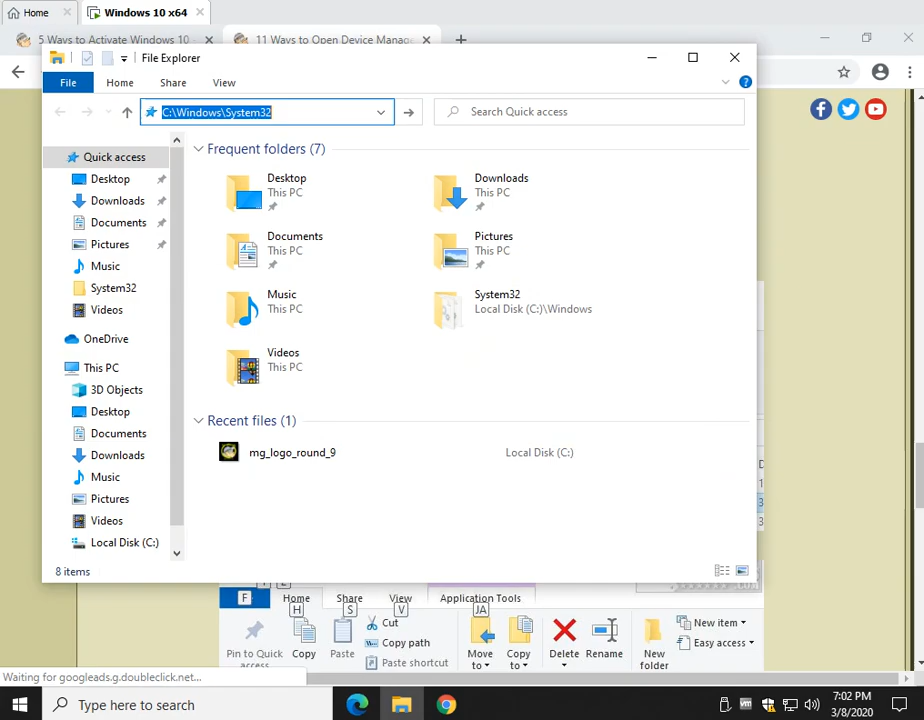 Home
Windows 10 x64
5 Ways to Activate Windows 10
11 Ways to Open Device Mana
File Explorer
File
Home
Share
View
C:\Windows\System32
Search Quick access
Quick access
Desktop
Downloads
Documents
Pictures
Music
System32
Videos
OneDrive
This PC
3D Objects
Desktop
Documents
Downloads
Music
Pictures
Videos
Local Disk (C:)
Frequent folders (7)
Desktop
This PC
Downloads
This PC
Documents
This PC
Pictures
This PC
Music
This PC
System32
Local Disk (C:)\Windows
Videos
This PC
Recent files (1)
mg_logo_round_9
Local Disk (C:)
8 items
F
Home
Share
View
Application Tools
H
S
V
JA
Pin to Quick
access
Copy
Paste
Cut
Copy path
Paste shortcut
Move
to
Copy
to
Delete
Rename
New
folder
New item
Easy access
Waiting for googleads.g.doubleclick.net...
Type here to search
7:02 PM
3/8/2020